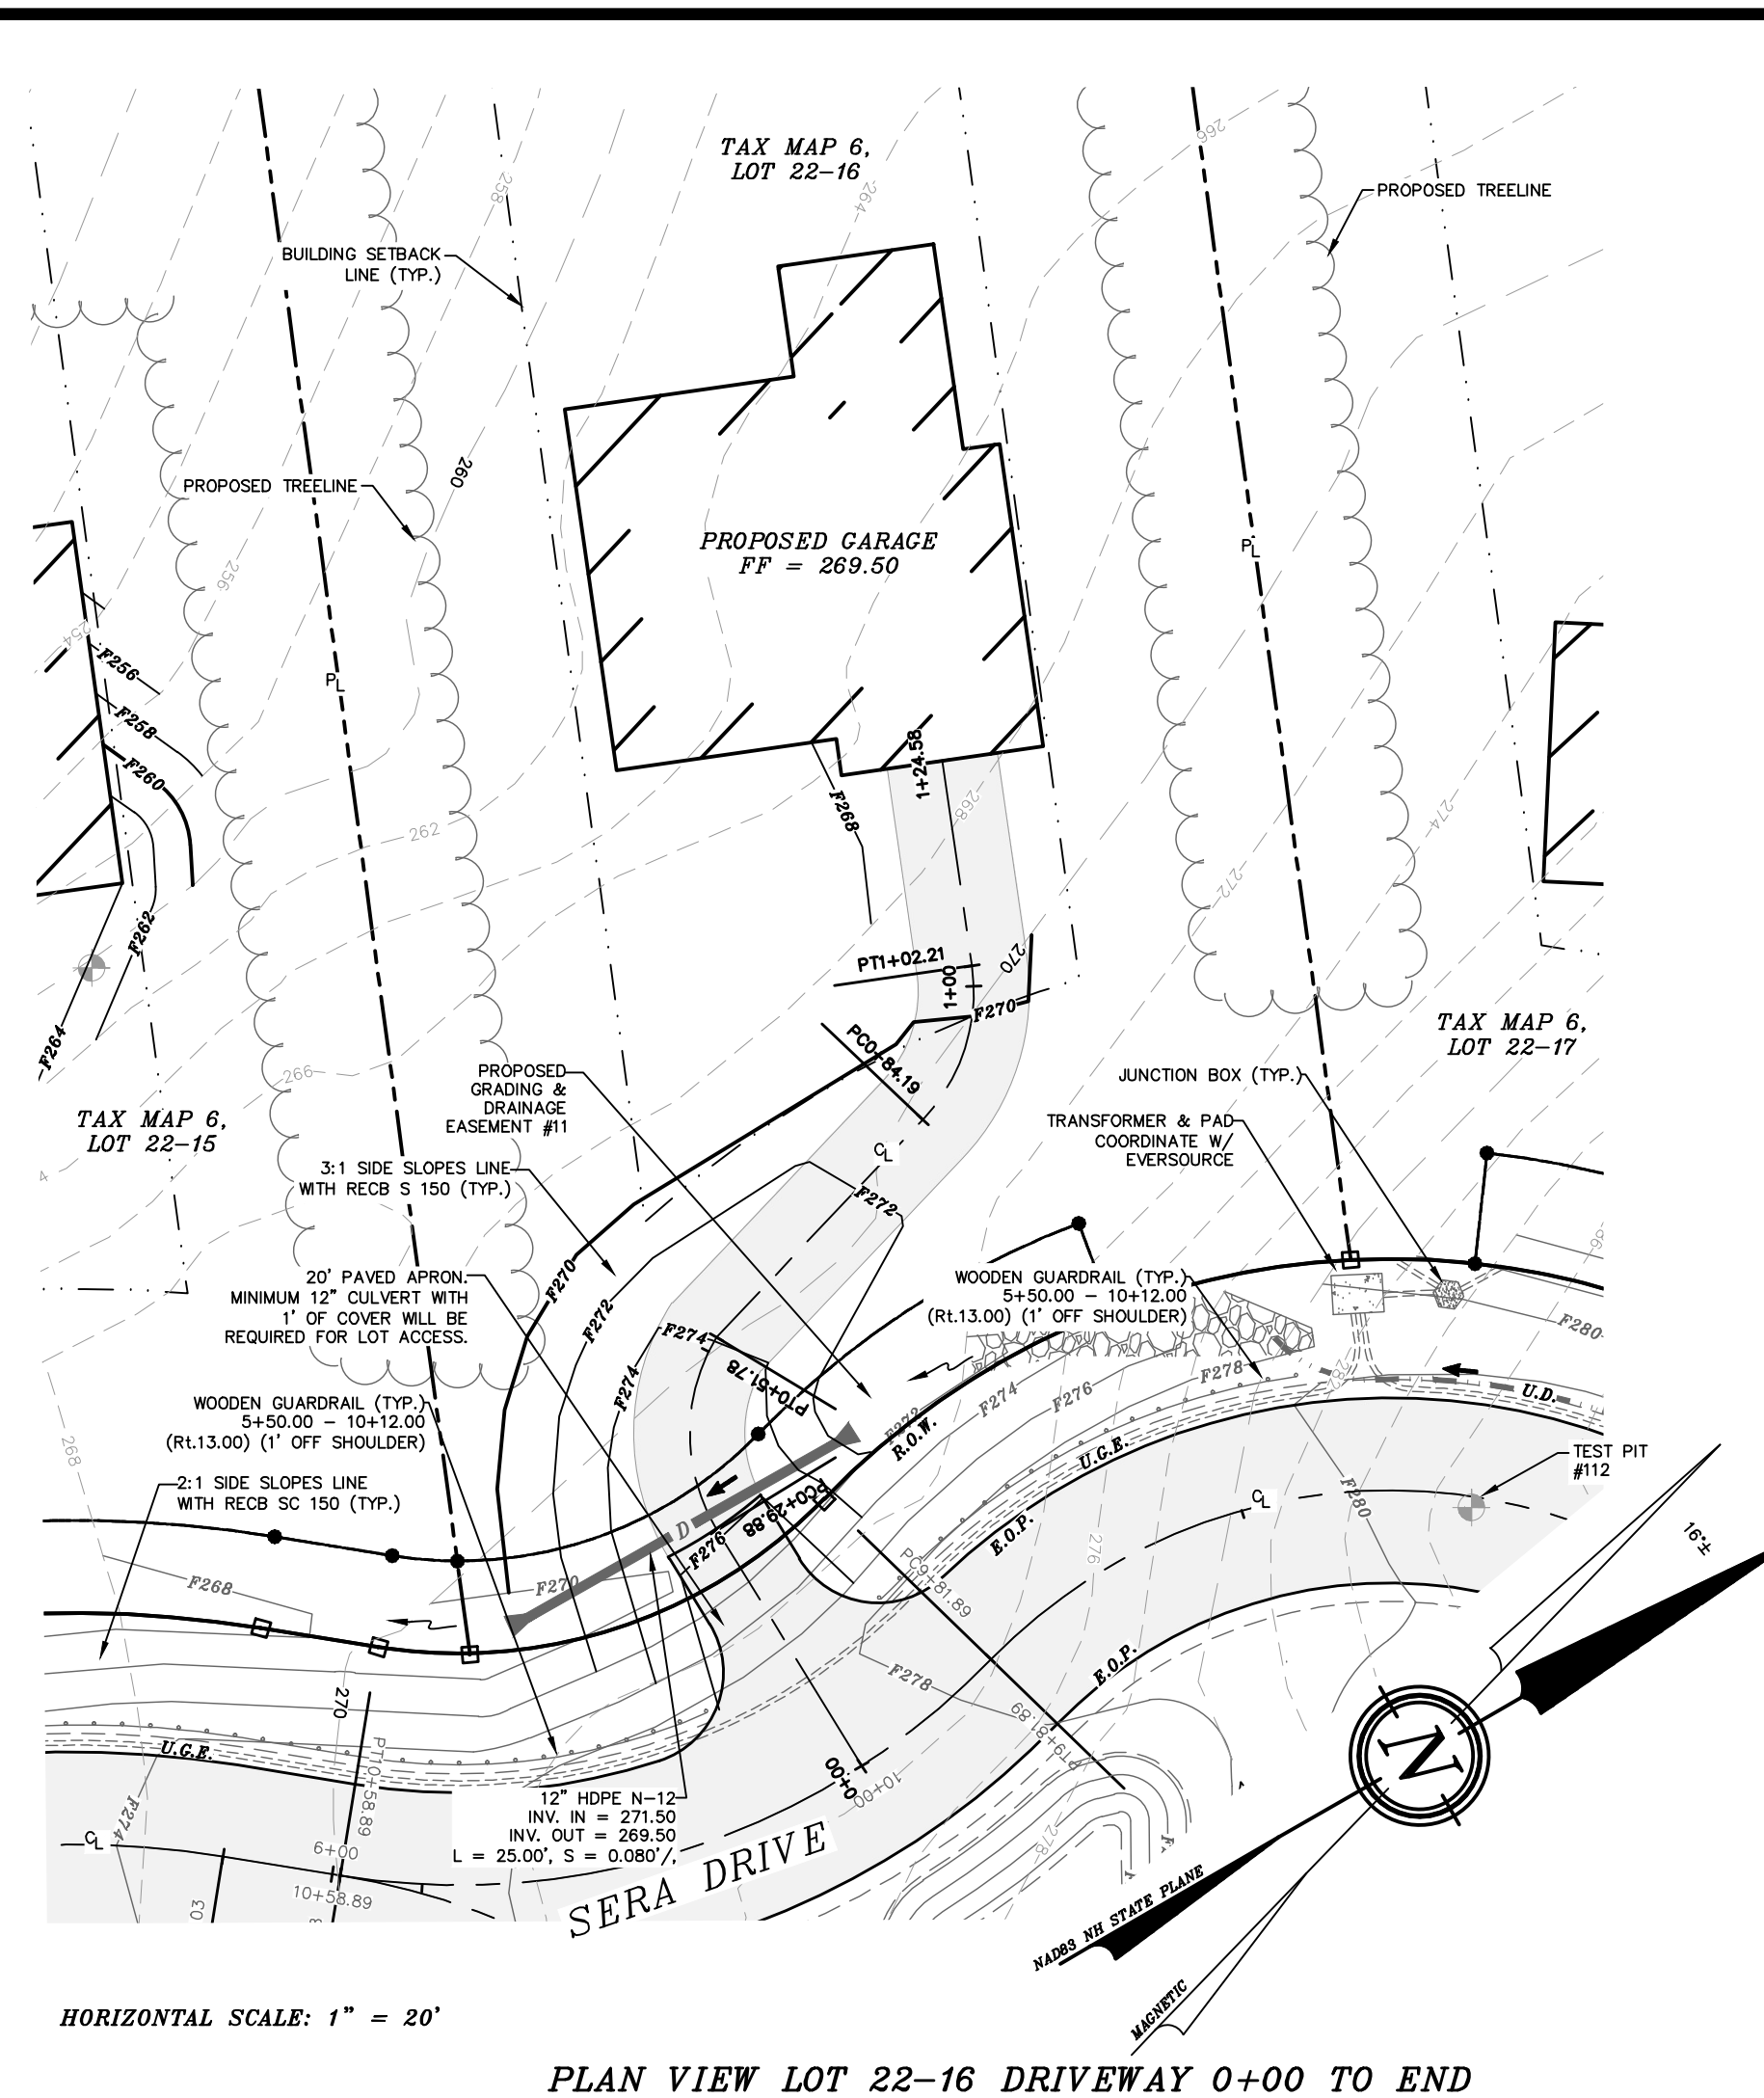 TAX MAP 6,
LOT 22-16
266
PROPOSED TREELINE
258
264
BUILDING SETBACK
LINE (TYP.)
260
PROPOSED TREELINE
PROPOSED GARAGE
FF = 269.50
PL
256
254
F256
PL
F258
F260
1+24.58
F268
268
262
274
272
F262
PT1+02.21
270
1+00
F270
F264
PC0+84.19
TAX MAP 6,
LOT 22-17
266
PROPOSED
GRADING &
DRAINAGE
EASEMENT #11
JUNCTION BOX (TYP.)
TAX MAP 6,
LOT 22-15
TRANSFORMER & PAD
COORDINATE W/
EVERSOURCE
CL
3:1 SIDE SLOPES LINE
WITH RECB S 150 (TYP.)
4
F272
F270
20' PAVED APRON.
MINIMUM 12" CULVERT WITH
1' OF COVER WILL BE
REQUIRED FOR LOT ACCESS.
WOODEN GUARDRAIL (TYP.)
5+50.00 - 10+12.00
(Rt.13.00) (1' OFF SHOULDER)
F272
F274
F280
F278
F274
PT0+51.78
F274
F276
U.D.
WOODEN GUARDRAIL (TYP.)
5+50.00 - 10+12.00
(Rt.13.00) (1' OFF SHOULDER)
F272
R.O.W.
268
U.G.E.
TEST PIT
#112
2:1 SIDE SLOPES LINE
WITH RECB SC 150 (TYP.)
PC0+29.88
CL
F280
D
F276
E.O.P.
276
16°±
PC9+81.89
F268
F270
F278
E.O.P.
270
PT9+81.89
N
U.G.E.
PT10+58.89
0+00
10+00
12" HDPE N-12
INV. IN = 271.50
INV. OUT = 269.50
L = 25.00', S = 0.080'/,
F274
CL
6+00
278
10+58.89
03
SERA DRIVE
NAD83 NH STATE PLANE
MAGNETIC
HORIZONTAL SCALE: 1" = 20'
PLAN VIEW LOT 22-16 DRIVEWAY 0+00 TO END